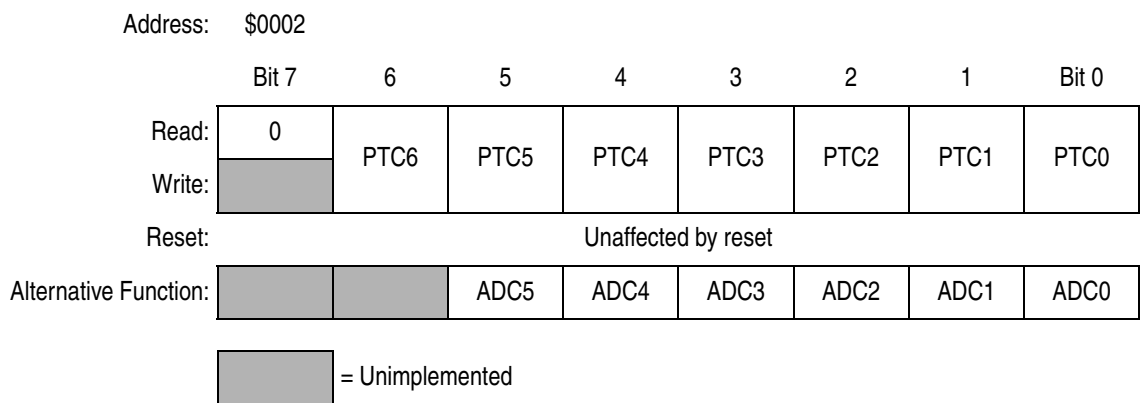 Address: $0002
Bit 7 6 5 4 3 2 1 Bit 0
Read: 0 PTC6 PTC5 PTC4 PTC3 PTC2 PTC1 PTC0
Write:
Reset: Unaffected by reset
Alternative Function: ADC5 ADC4 ADC3 ADC2 ADC1 ADC0
= Unimplemented